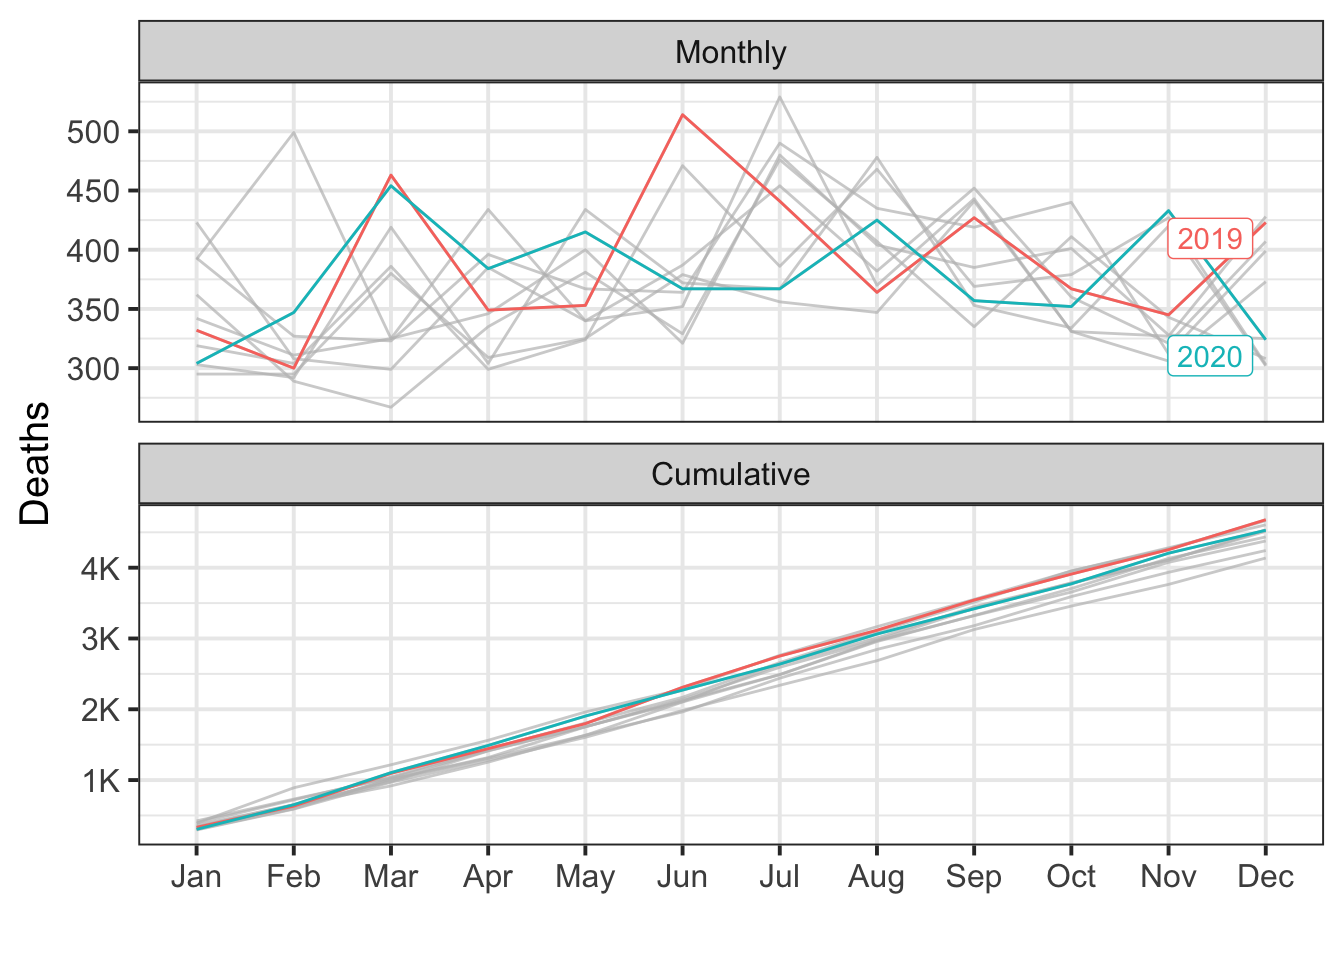 Monthly
500
450
400
350
300
2019
2020
Deaths
Cumulative
4K
3K
2K
1K
Jan Feb Mar Apr May Jun Jul Aug Sep Oct Nov Dec